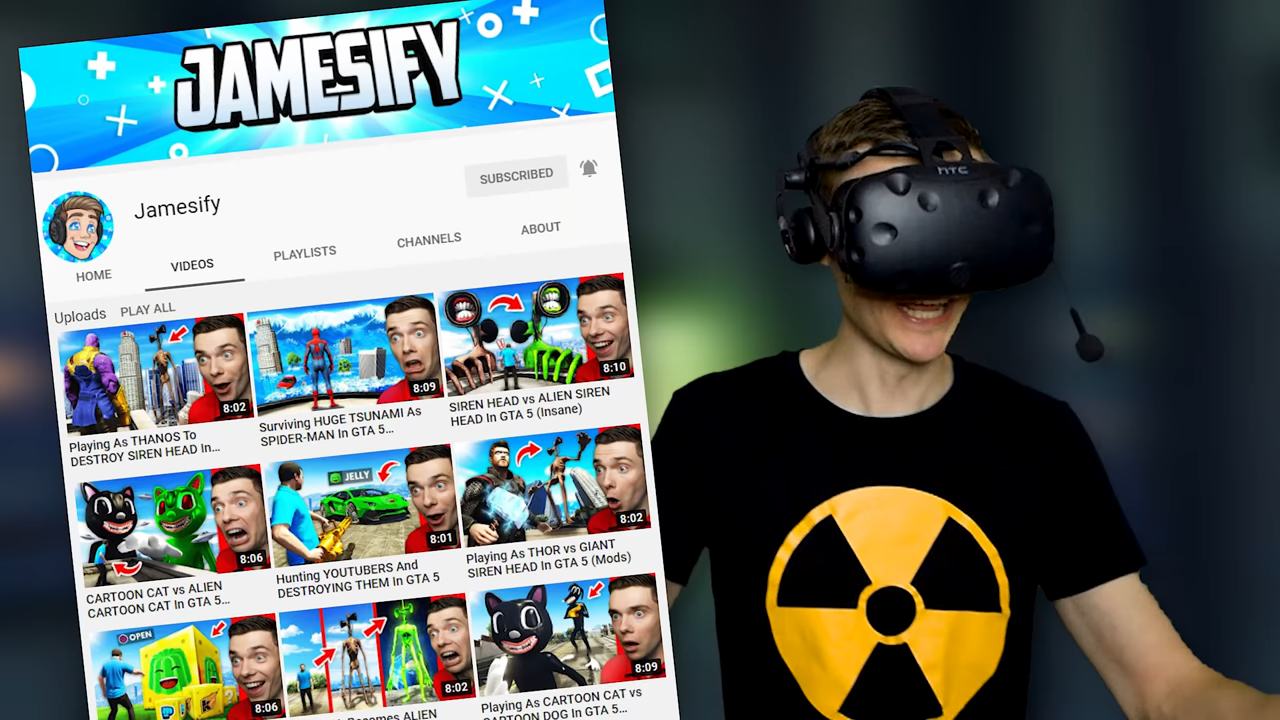 JAMESIFY
Jamesify
SUBSCRIBED
HOME
VIDEOS
PLAYLISTS
CHANNELS
ABOUT
Uploads PLAY ALL
8:02
Playing As THANOS To
DESTROY SIREN HEAD In...
8:09
Surviving HUGE TSUNAMI As
SPIDER-MAN In GTA 5...
8:10
SIREN HEAD vs ALIEN SIREN
HEAD In GTA 5 (Insane)
8:06
CARTOON CAT vs ALIEN
CARTOON CAT In GTA 5...
JELLY
8:01
Hunting YOUTUBERS And
DESTROYING THEM In GTA 5
8:02
Playing As THOR vs GIANT
SIREN HEAD In GTA 5 (Mods)
OPEN
8:06
8:02
Becomes ALIEN
8:09
Playing As CARTOON CAT vs
CARTOON DOG In GTA 5...
hTC